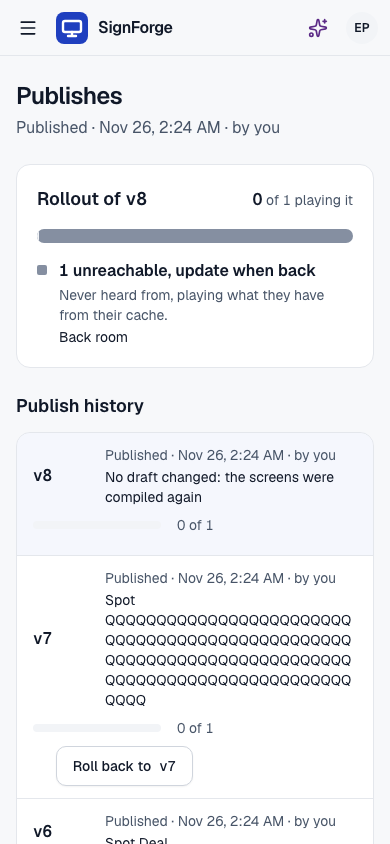 SignForge
EP
Publishes
Published · Nov 26, 2:24 AM · by you
Rollout of v8
0 of 1 playing it
1 unreachable, update when back
Never heard from, playing what they have
from their cache.
Back room
Publish history
Published · Nov 26, 2:24 AM · by you
v8
No draft changed: the screens were
compiled again
0 of 1
Published · Nov 26, 2:24 AM · by you
Spot
QQQQQQQQQQQQQQQQQQQQQQQ
v7
QQQQQQQQQQQQQQQQQQQQQQQ
QQQQQQQQQQQQQQQQQQQQQQQ
QQQQQQQQQQQQQQQQQQQQQQQ
QQQQ
0 of 1
Roll back to v7
Published · Nov 26, 2:24 AM · by you
v6
Spot Deal